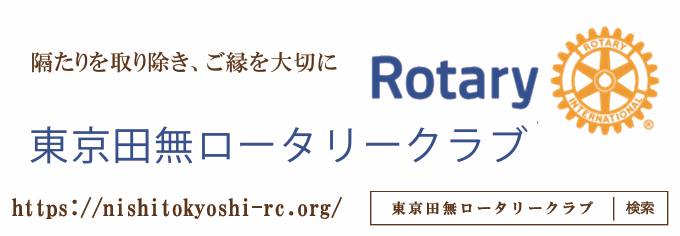 隔たりを取り除き、ご縁を大切に
Rotary
ROTARY
INTERNATIONAL
東京田無ロータリークラブ
https://nishitokyoshi-rc.org/
東京田無ロータリークラブ 検索